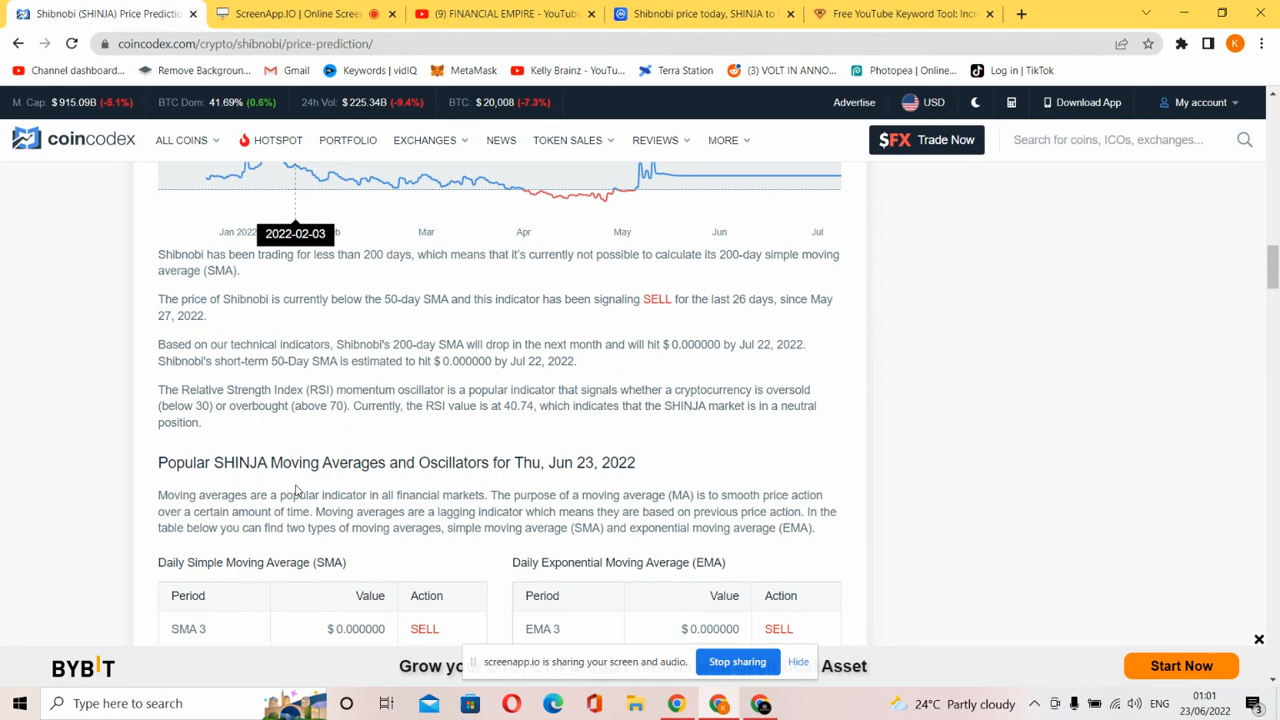 Shibnobi (SHINJA) Price Predictio
ScreenApp.IO | Online Scree
(9) FINANCIAL EMPIRE - YouTube
Shibnobi price today, SHINJA to
Free YouTube Keyword Tool: Incr
coincodex.com/crypto/shibnobi/price-prediction/
K
Channel dashboard...
Remove Backgroun...
Gmail
Keywords | vidIQ
MetaMask
Kelly Brainz - YouTu...
Terra Station
(3) VOLT IN ANNO...
Photopea | Online...
Log in | TikTok
M. Cap: $ 915.09B (-5.1%)
BTC Dom: 41.69% (0.6%)
24h Vol: $ 225.34B (-9.4%)
BTC: $ 20,008 (-7.3%)
Advertise
USD
Download App
My account
coincodex
ALL COINS
HOTSPOT
PORTFOLIO
EXCHANGES
NEWS
TOKEN SALES
REVIEWS
MORE
$FX Trade Now
Search for coins, ICOs, exchanges...
Jan 2022
b
Mar
Apr
May
Jun
Jul
2022-02-03
Shibnobi has been trading for less than 200 days, which means that it's currently not possible to calculate its 200-day simple moving
average (SMA).
The price of Shibnobi is currently below the 50-day SMA and this indicator has been signaling SELL for the last 26 days, since May
27, 2022.
Based on our technical indicators, Shibnobi's 200-day SMA will drop in the next month and will hit $ 0.000000 by Jul 22, 2022.
Shibnobi's short-term 50-Day SMA is estimated to hit $ 0.000000 by Jul 22, 2022.
The Relative Strength Index (RSI) momentum oscillator is a popular indicator that signals whether a cryptocurrency is oversold
(below 30) or overbought (above 70). Currently, the RSI value is at 40.74, which indicates that the SHINJA market is in a neutral
position.
Popular SHINJA Moving Averages and Oscillators for Thu, Jun 23, 2022
Moving averages are a popular indicator in all financial markets. The purpose of a moving average (MA) is to smooth price action
over a certain amount of time. Moving averages are a lagging indicator which means they are based on previous price action. In the
table below you can find two types of moving averages, simple moving average (SMA) and exponential moving average (EMA).
Daily Simple Moving Average (SMA)
Period Value Action
SMA 3 $ 0.000000 SELL
Daily Exponential Moving Average (EMA)
Period Value Action
EMA 3 $ 0.000000 SELL
BYBIT
Grow yo
Asset
Start Now
screenapp.io is sharing your screen and audio.
Stop sharing
Hide
Type here to search
24°C Partly cloudy
ENG
01:01
23/06/2022
3